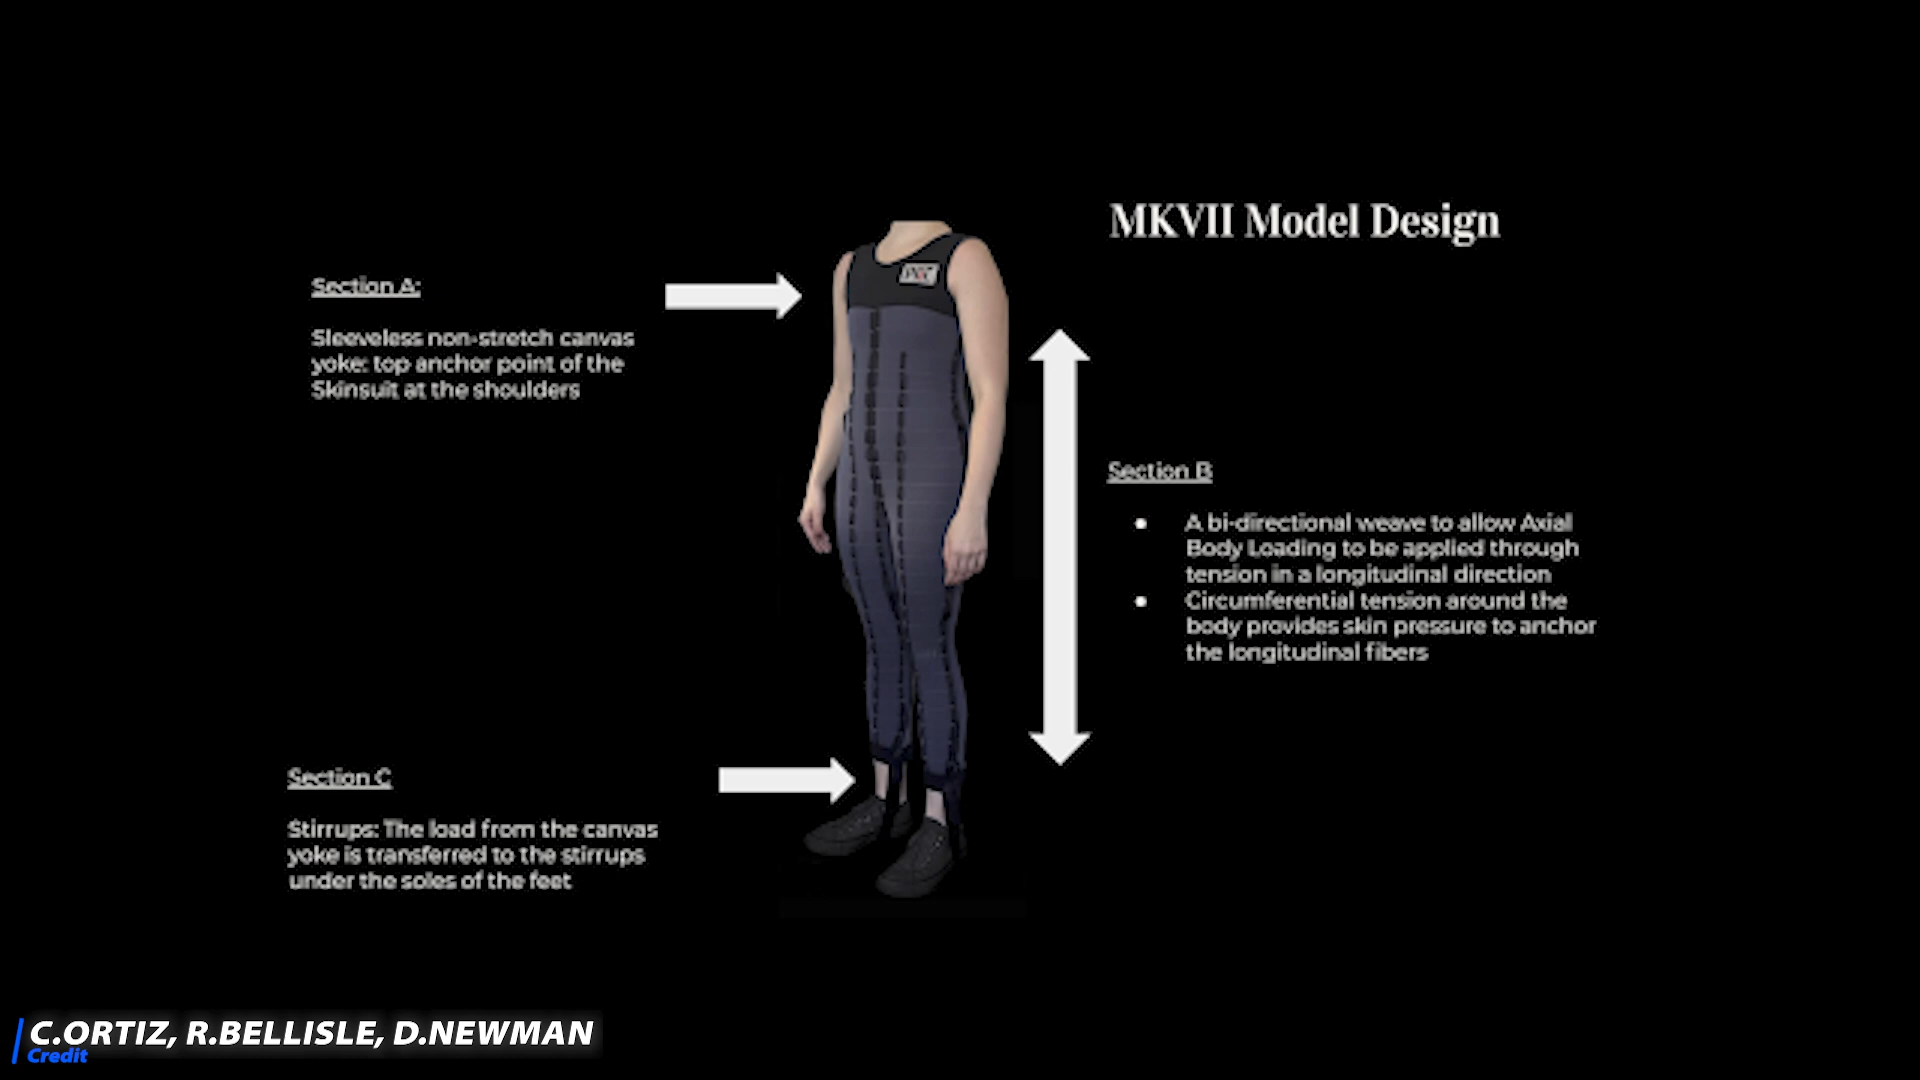 MKVII Model Design
Section A:
Sleeveless non-stretch canvas
yoke: top anchor point of the
Skinsuit at the shoulders
Section B
A bi-directional weave to allow Axial
Body Loading to be applied through
tension in a longitudinal direction
Circumferential tension around the
body provides skin pressure to anchor
the longitudinal fibers
Section C
Stirrups: The load from the canvas
yoke is transferred to the stirrups
under the soles of the feet
C.ORTIZ, R.BELLISLE, D.NEWMAN
Credit